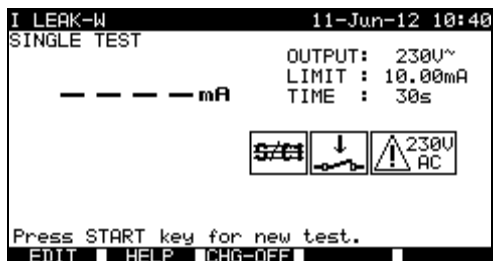 I LEAK-W 11-Jun-12 10:40
SINGLE TEST
OUTPUT: 230V~
LIMIT : 10.00mA
TIME : 30s
– – – – mA
S/C1
230V
AC
Press START key for new test.
EDIT HELP CHG-OFF